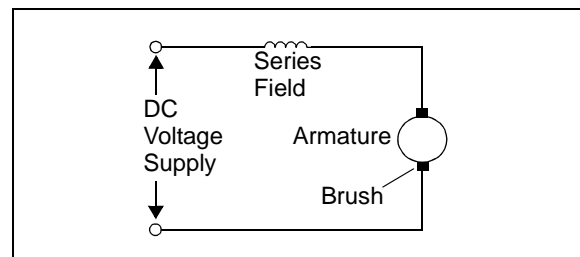 Series
Field
DC
Voltage
Supply
Armature
Brush